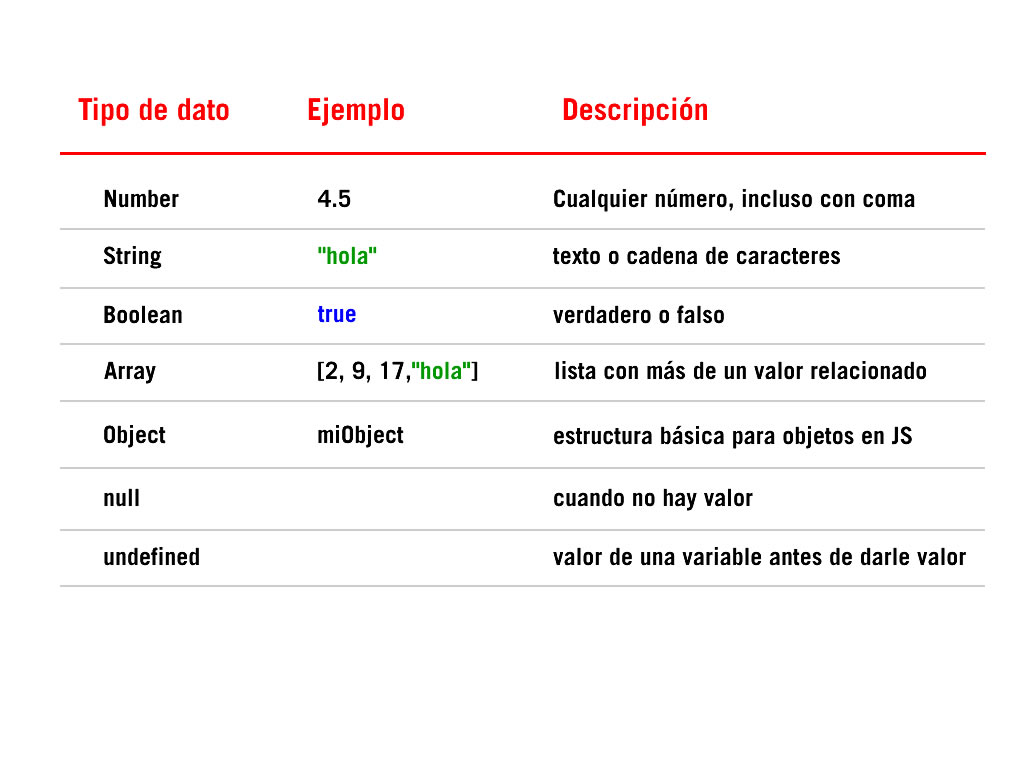 Tipo de dato Ejemplo Descripción
Number 4.5 Cualquier número, incluso con coma
String "hola" texto o cadena de caracteres
Boolean true verdadero o falso
Array [2, 9, 17,"hola"] lista con más de un valor relacionado
Object miObject estructura básica para objetos en JS
null cuando no hay valor
undefined valor de una variable antes de darle valor